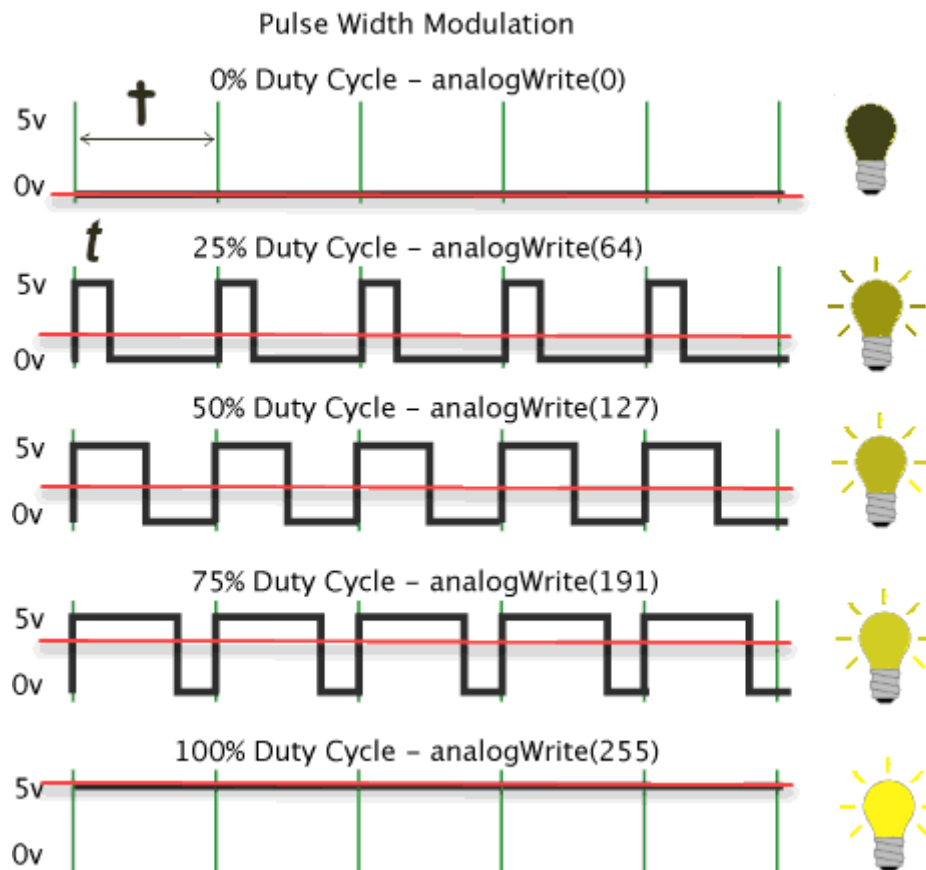 Pulse Width Modulation
0% Duty Cycle – analogWrite(0)
t
5v
0v
t
25% Duty Cycle – analogWrite(64)
5v
0v
50% Duty Cycle – analogWrite(127)
5v
0v
75% Duty Cycle – analogWrite(191)
5v
0v
100% Duty Cycle – analogWrite(255)
5v
0v